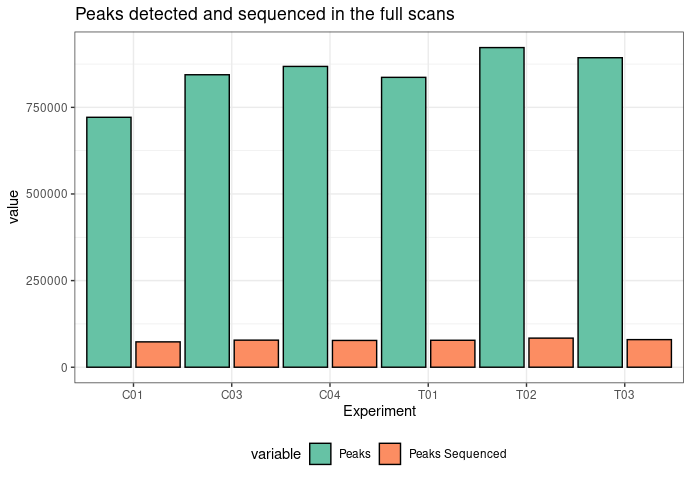 Peaks detected and sequenced in the full scans
750000
500000
250000
0
value
C01 C03 C04 T01 T02 T03
Experiment
variable Peaks Peaks Sequenced